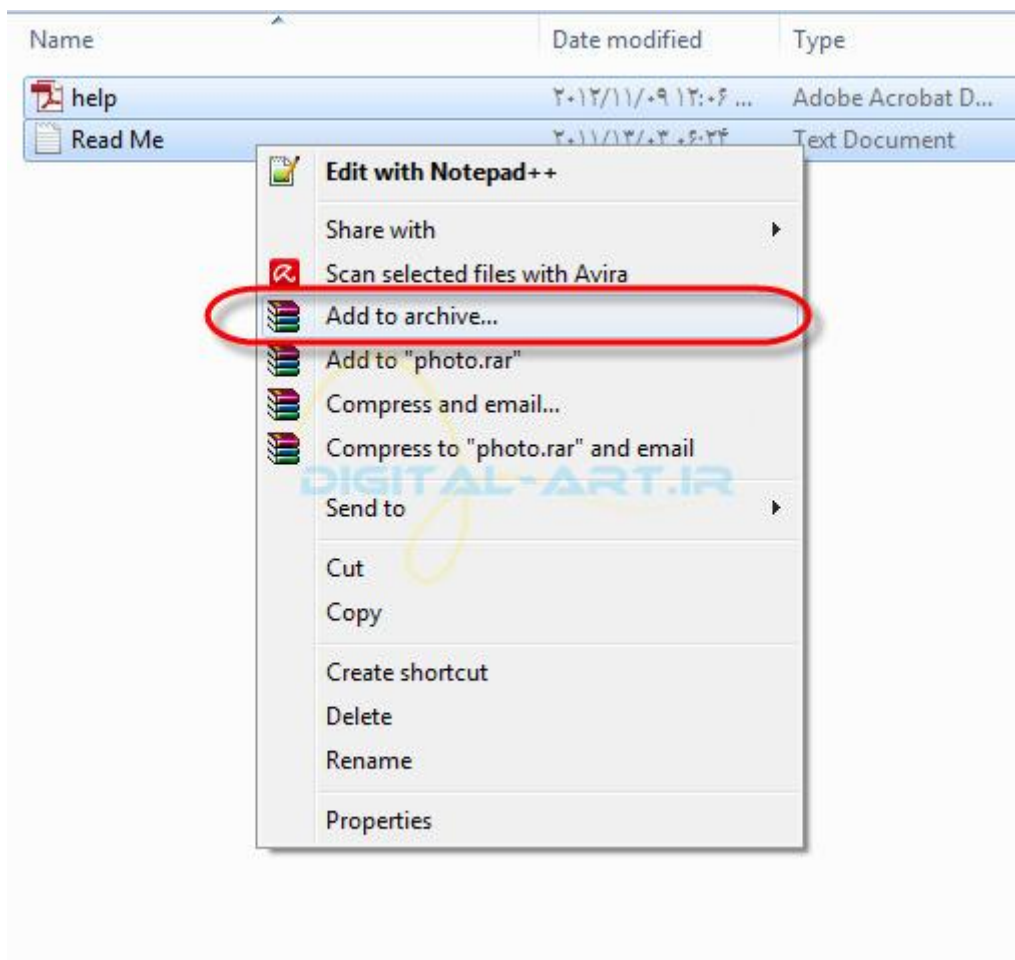 Name Date modified Type
help ۲۰۱۲/۱۱/۰۹ ۱۲:۰۶ ... Adobe Acrobat D...
Read Me Text Document
Edit with Notepad++
Share with
Scan selected files with Avira
Add to archive...
Add to "photo.rar"
Compress and email...
Compress to "photo.rar" and email
DIGITAL-ART.IR
Send to
Cut
Copy
Create shortcut
Delete
Rename
Properties